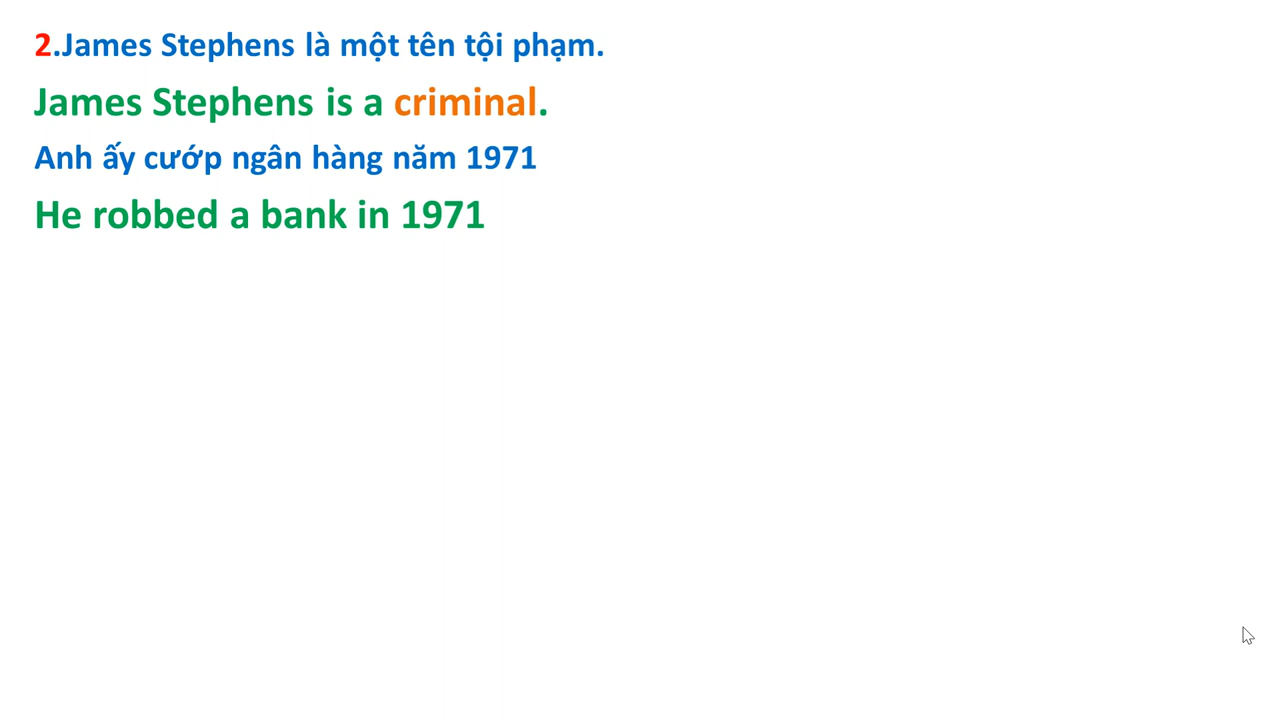 2.James Stephens là một tên tội phạm.
James Stephens is a criminal.
Anh ấy cướp ngân hàng năm 1971
He robbed a bank in 1971